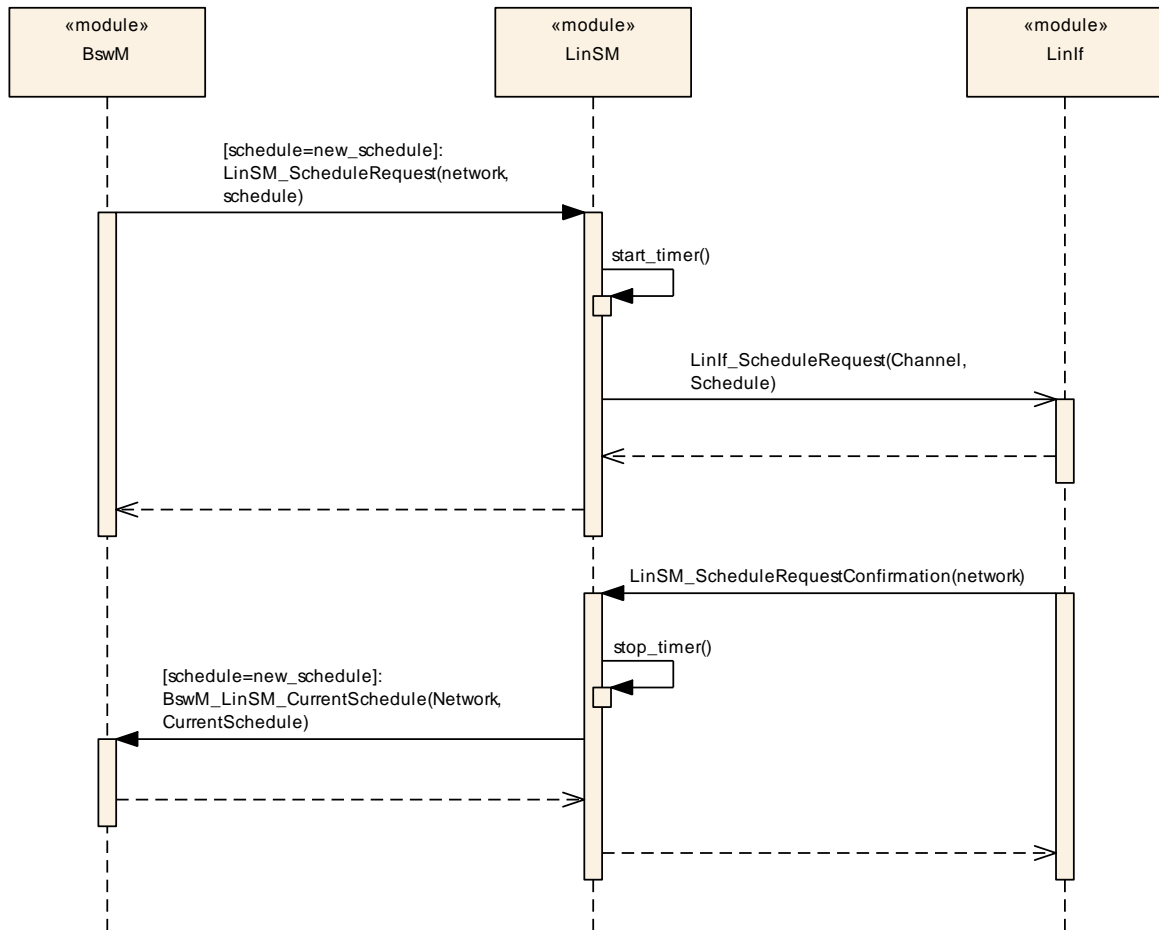 «module»
BswM
«module»
LinSM
«module»
LinIf
[schedule=new_schedule]:
LinSM_ScheduleRequest(network,
schedule)
start_timer()
LinIf_ScheduleRequest(Channel,
Schedule)
LinSM_ScheduleRequestConfirmation(network)
stop_timer()
[schedule=new_schedule]:
BswM_LinSM_CurrentSchedule(Network,
CurrentSchedule)